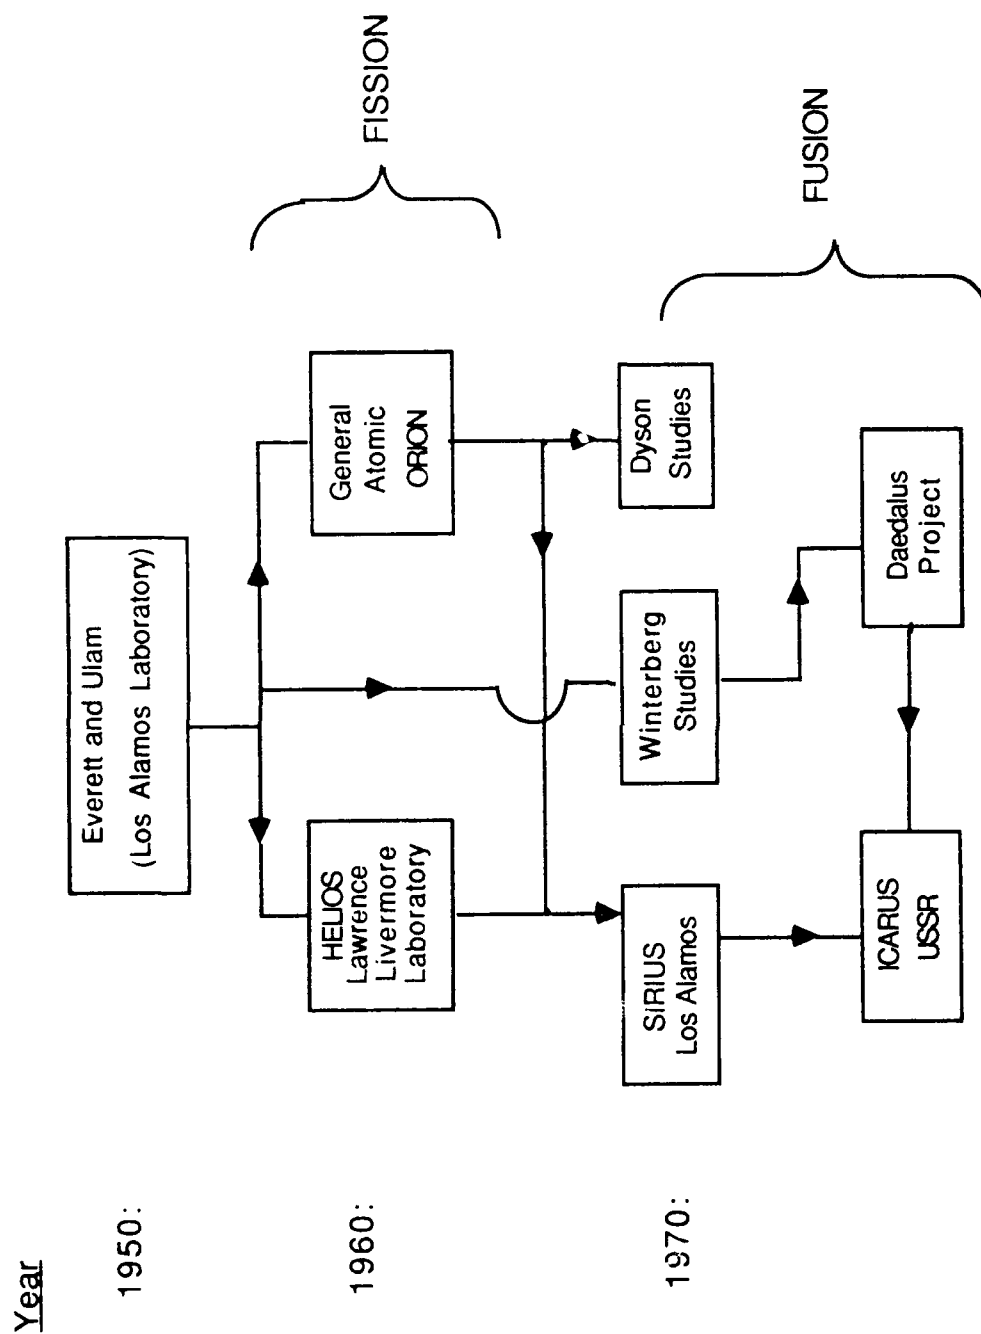 Year
1950:
Everett and Ulam
(Los Alamos Laboratory)
1960:
HELIOS
Lawrence
Livermore
Laboratory
General
Atomic
ORION
FISSION
1970:
SIRIUS
Los Alamos
Winterberg
Studies
Dyson
Studies
FUSION
ICARUS
USSR
Daedalus
Project